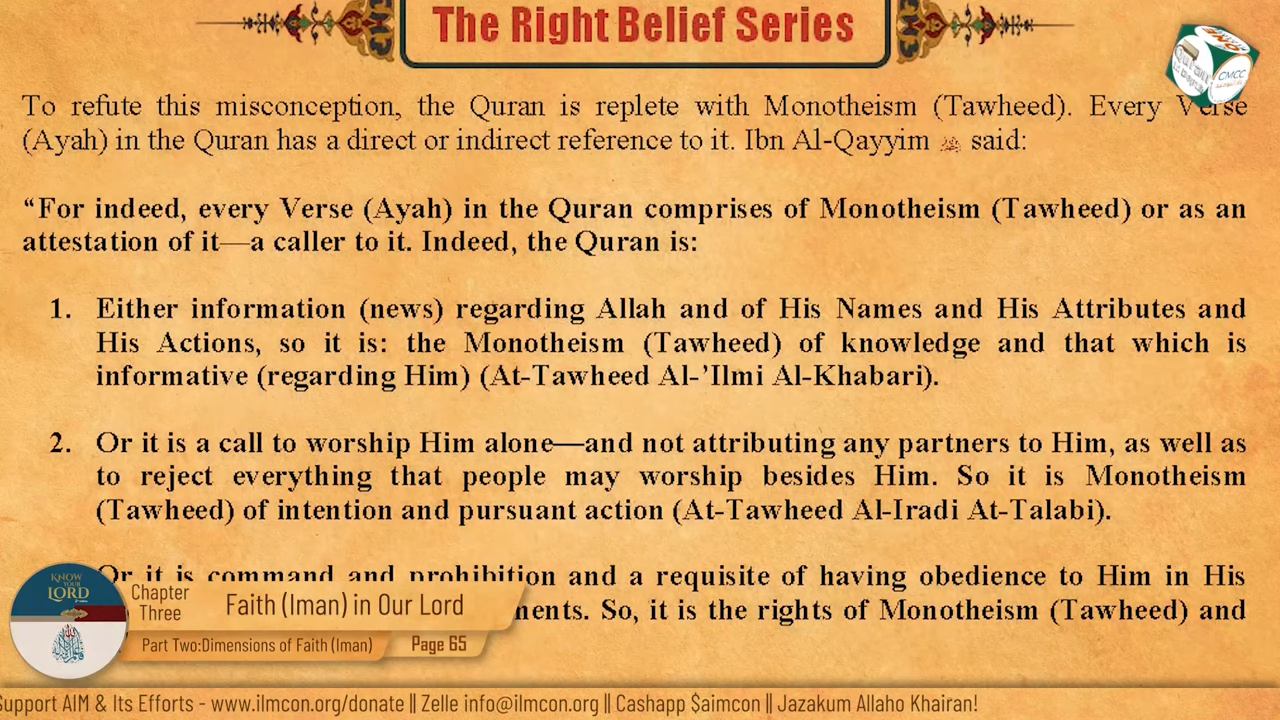 The Right Belief Series
To refute this misconception, the Quran is replete with Monotheism (Tawheed). Every Verse
(Ayah) in the Quran has a direct or indirect reference to it. Ibn Al-Qayyim said:
“For indeed, every Verse (Ayah) in the Quran comprises of Monotheism (Tawheed) or as an
attestation of it—a caller to it. Indeed, the Quran is:
1. Either information (news) regarding Allah and of His Names and His Attributes and
His Actions, so it is: the Monotheism (Tawheed) of knowledge and that which is
informative (regarding Him) (At-Tawheed Al-’Ilmi Al-Khabari).
2. Or it is a call to worship Him alone—and not attributing any partners to Him, as well as
to reject everything that people may worship besides Him. So it is Monotheism
(Tawheed) of intention and pursuant action (At-Tawheed Al-Iradi At-Talabi).
Or it is command and prohibition and a requisite of having obedience to Him in His
ments. So, it is the rights of Monotheism (Tawheed) and
KNOW
YOUR
LORD
Chapter
Three
Faith (Iman) in Our Lord
Part Two:Dimensions of Faith (Iman)
Page 65
CMCC
Support AIM & Its Efforts - www.ilmcon.org/donate || Zelle info@ilmcon.org || Cashapp $aimcon || Jazakum Allaho Khairan!